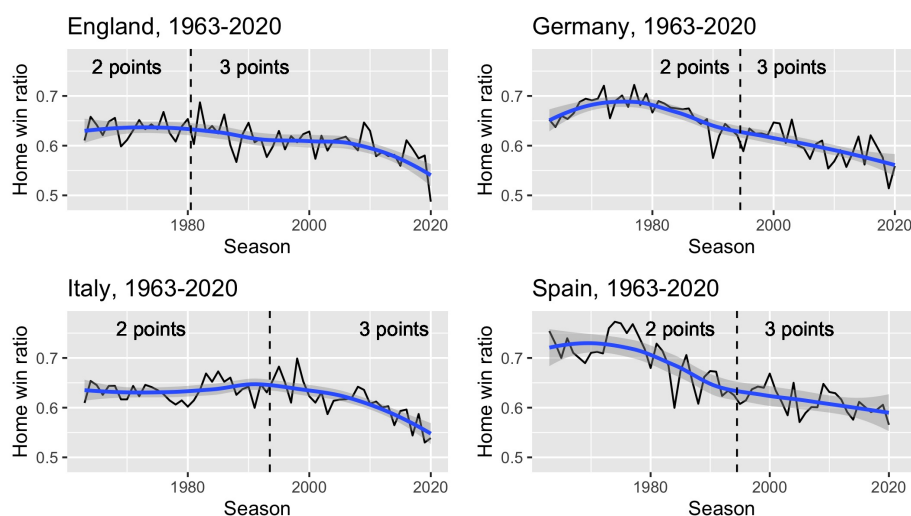 England, 1963-2020
2 points
3 points
Home win ratio
0.7
0.6
0.5
1980
2000
2020
Season
Germany, 1963-2020
2 points
3 points
Home win ratio
0.7
0.6
0.5
1980
2000
2020
Season
Italy, 1963-2020
2 points
3 points
Home win ratio
0.7
0.6
0.5
1980
2000
2020
Season
Spain, 1963-2020
2 points
3 points
Home win ratio
0.7
0.6
0.5
1980
2000
2020
Season